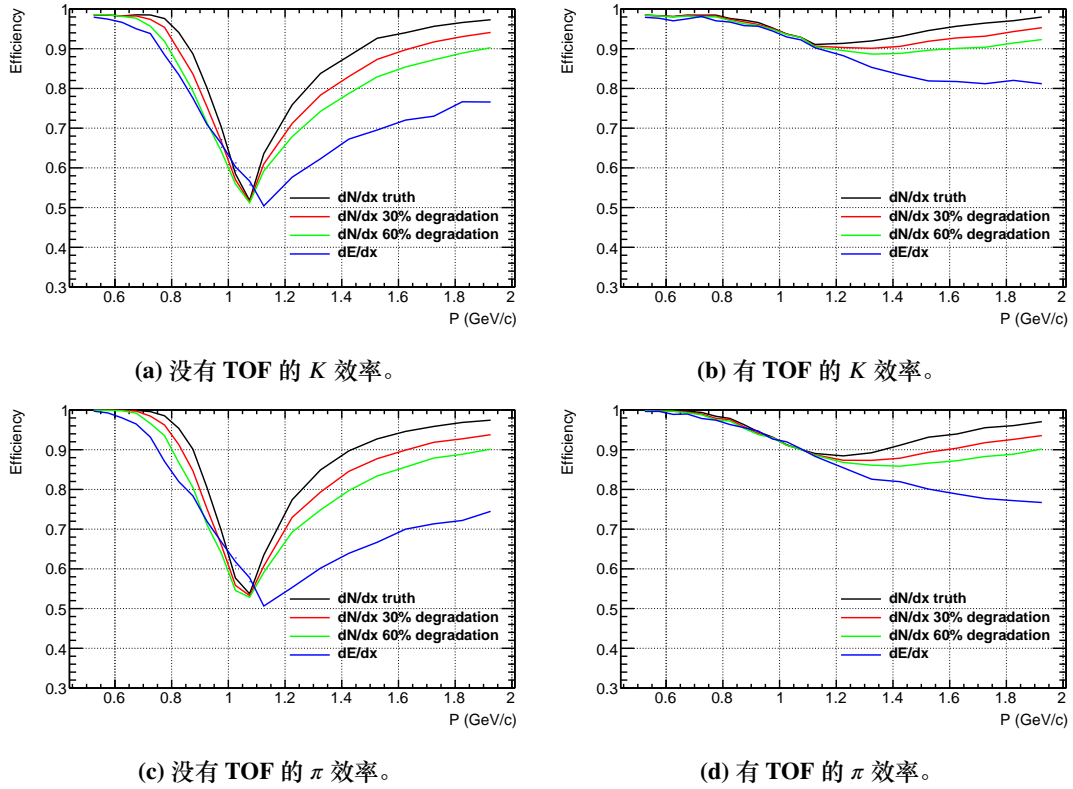 Efficiency
1
0.9
0.8
0.7
0.6
0.5
0.4
0.3
dN/dx truth
dN/dx 30% degradation
dN/dx 60% degradation
dE/dx
0.6 0.8 1 1.2 1.4 1.6 1.8 2
P (GeV/c)
(a) 没有 TOF 的 K 效率。
Efficiency
1
0.9
0.8
0.7
0.6
0.5
0.4
0.3
dN/dx truth
dN/dx 30% degradation
dN/dx 60% degradation
dE/dx
0.6 0.8 1 1.2 1.4 1.6 1.8 2
P (GeV/c)
(b) 有 TOF 的 K 效率。
Efficiency
1
0.9
0.8
0.7
0.6
0.5
0.4
0.3
dN/dx truth
dN/dx 30% degradation
dN/dx 60% degradation
dE/dx
0.6 0.8 1 1.2 1.4 1.6 1.8 2
P (GeV/c)
(c) 没有 TOF 的 π 效率。
Efficiency
1
0.9
0.8
0.7
0.6
0.5
0.4
0.3
dN/dx truth
dN/dx 30% degradation
dN/dx 60% degradation
dE/dx
0.6 0.8 1 1.2 1.4 1.6 1.8 2
P (GeV/c)
(d) 有 TOF 的 π 效率。